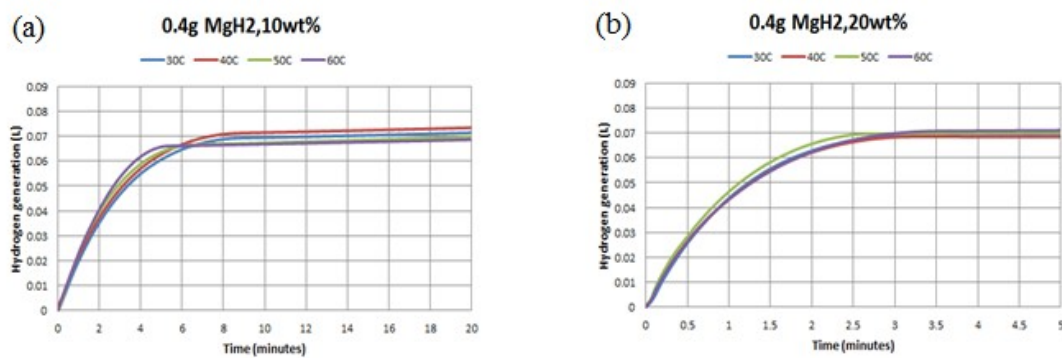 (a)
0.4g MgH2,10wt%
30C 40C 50C 60C
0.09
0.08
0.07
0.06
0.05
0.04
0.03
0.02
0.01
0
Hydrogen generation (L)
0 2 4 6 8 10 12 14 16 18 20
Time (minutes)
(b)
0.4g MgH2,20wt%
30C 40C 50C 60C
0.09
0.08
0.07
0.06
0.05
0.04
0.03
0.02
0.01
0
Hydrogen generation (L)
0 0.5 1 1.5 2 2.5 3 3.5 4 4.5 5
Time (minutes)